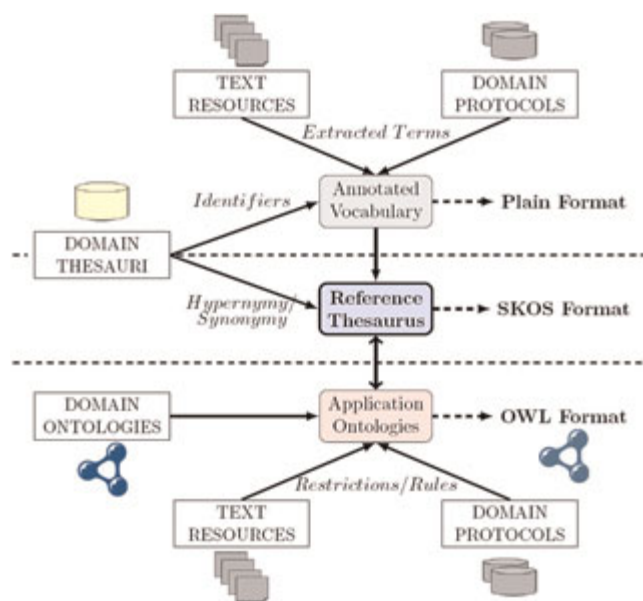 TEXT
RESOURCES
DOMAIN
PROTOCOLS
Extracted Terms
Identifiers
Annotated
Vocabulary
Plain Format
DOMAIN
THESAURI
Hypernymy/
Synonymy
Reference
Thesaurus
SKOS Format
DOMAIN
ONTOLOGIES
Application
Ontologies
OWL Format
Restrictions/Rules
TEXT
RESOURCES
DOMAIN
PROTOCOLS